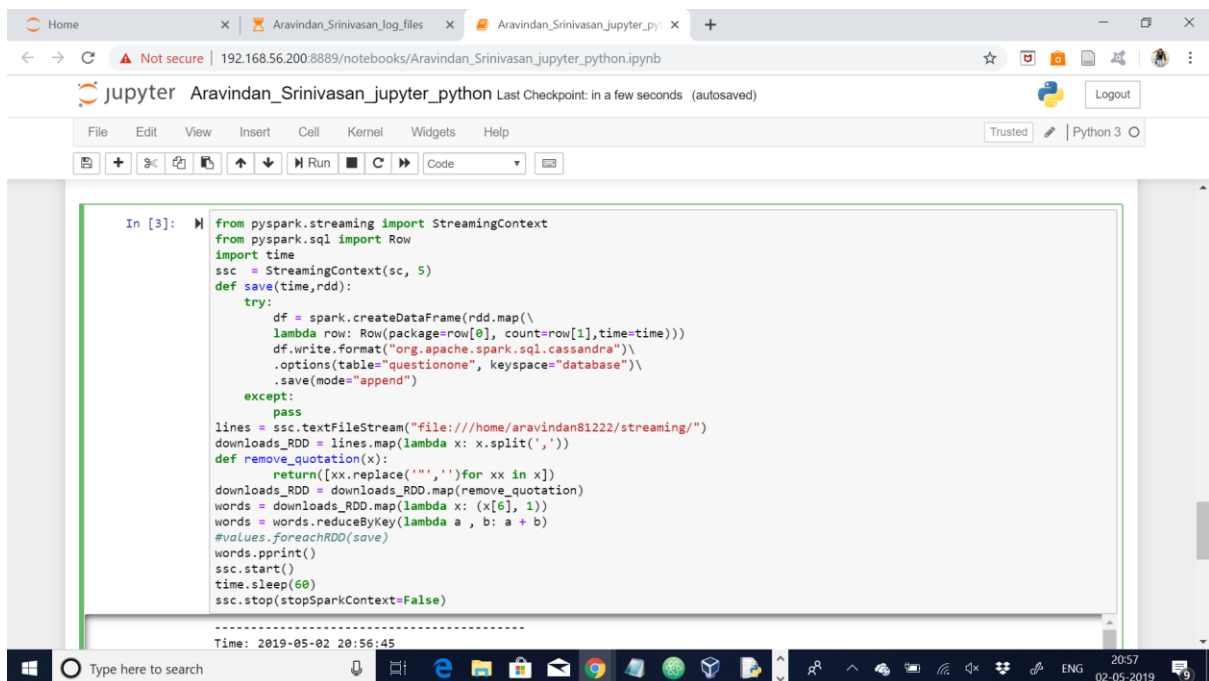 Home
Aravindan_Srinivasan_log_files
Aravindan_Srinivasan_jupyter_pyt
Not secure | 192.168.56.200:8889/notebooks/Aravindan_Srinivasan_jupyter_python.ipynb
jupyter Aravindan_Srinivasan_jupyter_python Last Checkpoint: in a few seconds (autosaved)
Logout
File Edit View Insert Cell Kernel Widgets Help
Trusted Python 3
Run Code
In [3]:
from pyspark.streaming import StreamingContext
from pyspark.sql import Row
import time
ssc = StreamingContext(sc, 5)
def save(time,rdd):
    try:
        df = spark.createDataFrame(rdd.map(\
        lambda row: Row(package=row[0], count=row[1],time=time)))
        df.write.format("org.apache.spark.sql.cassandra")\
        .options(table="questionone", keyspace="database")\
        .save(mode="append")
    except:
        pass
lines = ssc.textFileStream("file:///home/aravindan81222/streaming/")
downloads_RDD = lines.map(lambda x: x.split(','))
def remove_quotation(x):
        return([xx.replace('"','')for xx in x])
downloads_RDD = downloads_RDD.map(remove_quotation)
words = downloads_RDD.map(lambda x: (x[6], 1))
words = words.reduceByKey(lambda a , b: a + b)
#values.foreachRDD(save)
words.pprint()
ssc.start()
time.sleep(60)
ssc.stop(stopSparkContext=False)
-------------------------------------------
Time: 2019-05-02 20:56:45
Type here to search
ENG
20:57
02-05-2019
9